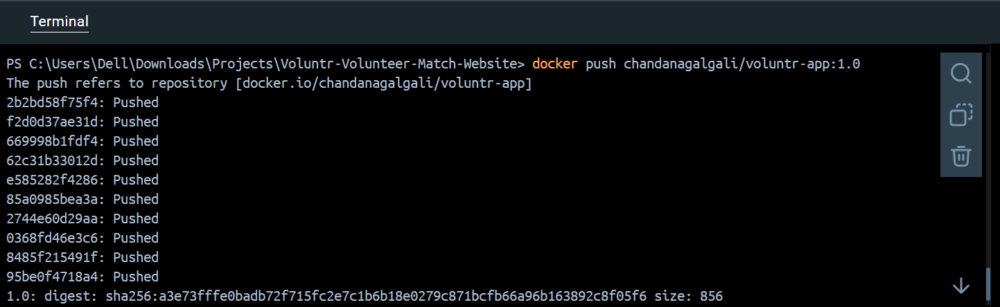 Terminal
PS C:\Users\Dell\Downloads\Projects\Voluntr-Volunteer-Match-Website> docker push chandanagalgali/voluntr-app:1.0
The push refers to repository [docker.io/chandanagalgali/voluntr-app]
2b2bd58f75f4: Pushed
f2d0d37ae31d: Pushed
669998b1fdf4: Pushed
62c31b33012d: Pushed
e585282f4286: Pushed
85a0985bea3a: Pushed
2744e60d29aa: Pushed
0368fd46e3c6: Pushed
8485f215491f: Pushed
95be0f4718a4: Pushed
1.0: digest: sha256:a3e73fffe0badb72f715fc2e7c1b6b18e0279c871bcfb66a96b163892c8f05f6 size: 856